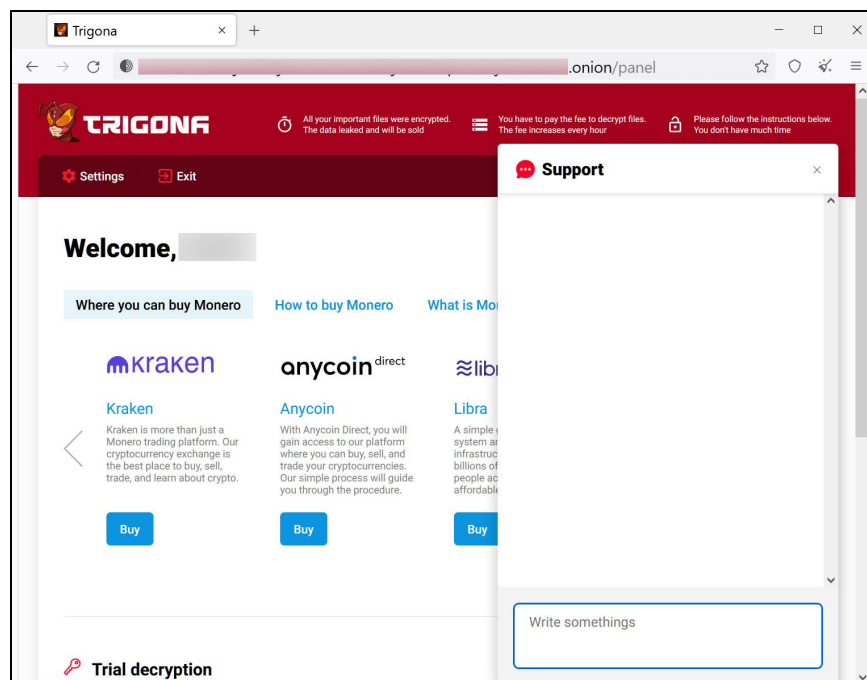 Trigona
.onion/panel
TRIGONA
All your important files were encrypted.
The data leaked and will be sold
You have to pay the fee to decrypt files.
The fee increases every hour
Please follow the instructions below.
You don't have much time
Settings
Exit
Support
Welcome,
Where you can buy Monero
How to buy Monero
What is Mo
kraken
anycoin direct
lib
Kraken
Anycoin
Libra
Kraken is more than just a
Monero trading platform. Our
cryptocurrency exchange is
the best place to buy, sell,
trade, and learn about crypto.
With Anycoin Direct, you will
gain access to our platform
where you can buy, sell, and
trade your cryptocurrencies.
Our simple process will guide
you through the procedure.
A simple
system a
infrastruc
billions of
people ac
affordable
Buy
Buy
Buy
Write somethings
Trial decryption